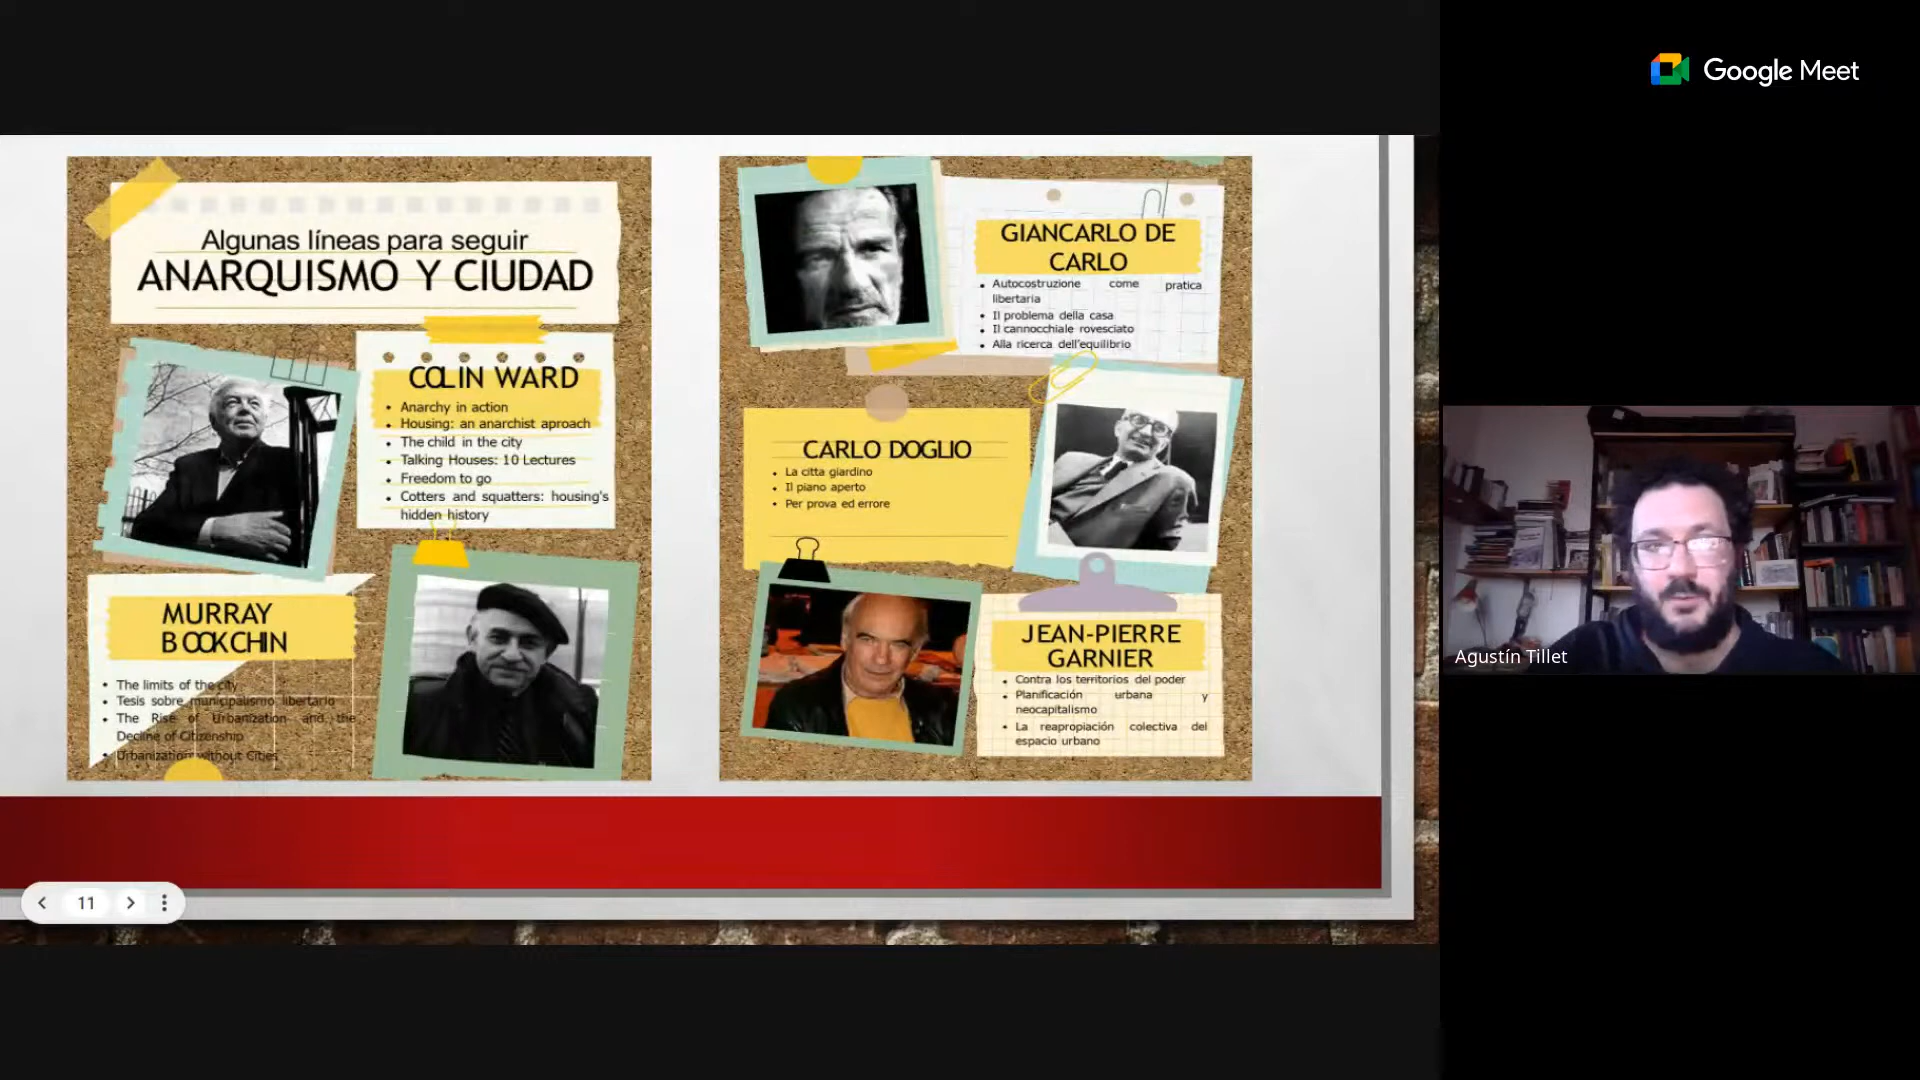 Google Meet
Algunas líneas para seguir
ANARQUISMO Y CIUDAD
COLIN WARD
• Anarchy in action
• Housing: an anarchist aproach
• The child in the city
• Talking Houses: 10 Lectures
• Freedom to go
• Cotters and squatters: housing's
hidden history
MURRAY
BOOKCHIN
• The limits of the city
• Tesis sobre municipalismo libertario
• The Rise of Urbanization and the
Decline of Citizenship
• Urbanization without Cities
GIANCARLO DE
CARLO
• Autocostruzione come pratica
libertaria
• Il problema della casa
• Il cannocchiale rovesciato
• Alla ricerca dell'equilibrio
CARLO DOGLIO
• La citta giardino
• Il piano aperto
• Per prova ed errore
JEAN-PIERRE
GARNIER
• Contra los territorios del poder
• Planificación urbana y
neocapitalismo
• La reapropiación colectiva del
espacio urbano
Agustín Tillet
11